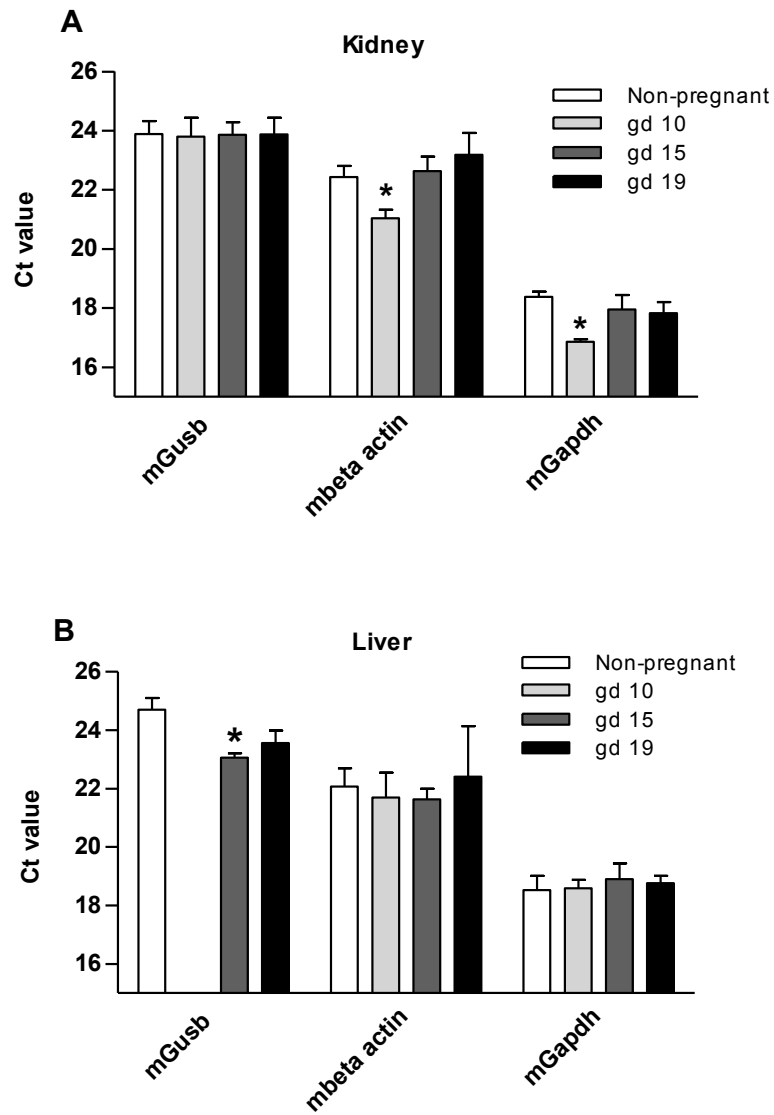 A
Kidney
26
24
22
20
18
16
Ct value
Non-pregnant
gd 10
gd 15
gd 19
*
*
mGusb
mbeta actin
mGapdh
B
Liver
26
24
22
20
18
16
Ct value
Non-pregnant
gd 10
gd 15
gd 19
*
mGusb
mbeta actin
mGapdh